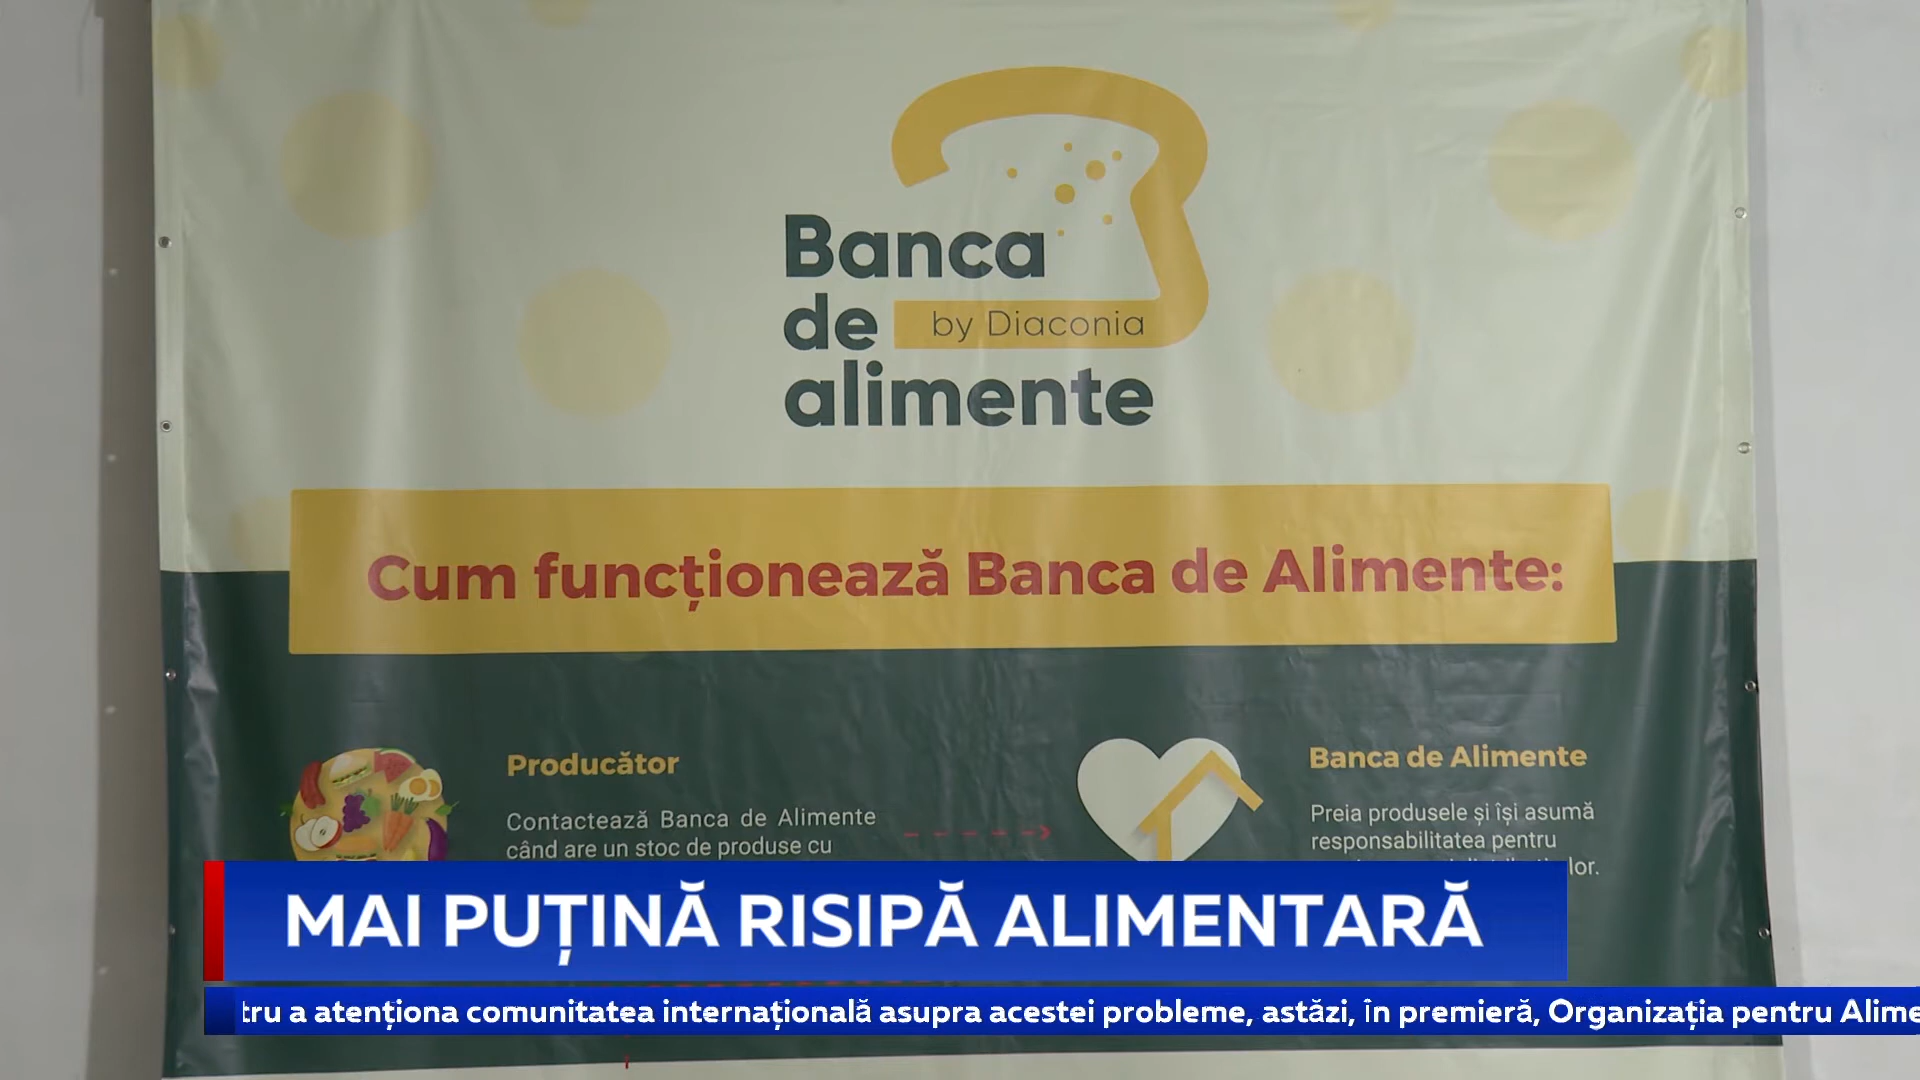 Banca
de by Diaconia
alimente
Cum funcționează Banca de Alimente:
Producător
Contactează Banca de Alimente
când are un stoc de produse cu
Banca de Alimente
Preia produsele și își asumă
responsabilitatea pentru
MAI PUȚINĂ RISIPĂ ALIMENTARĂ
a atenționa comunitatea internațională asupra acestei probleme, astăzi, în premieră, Organizația pentru